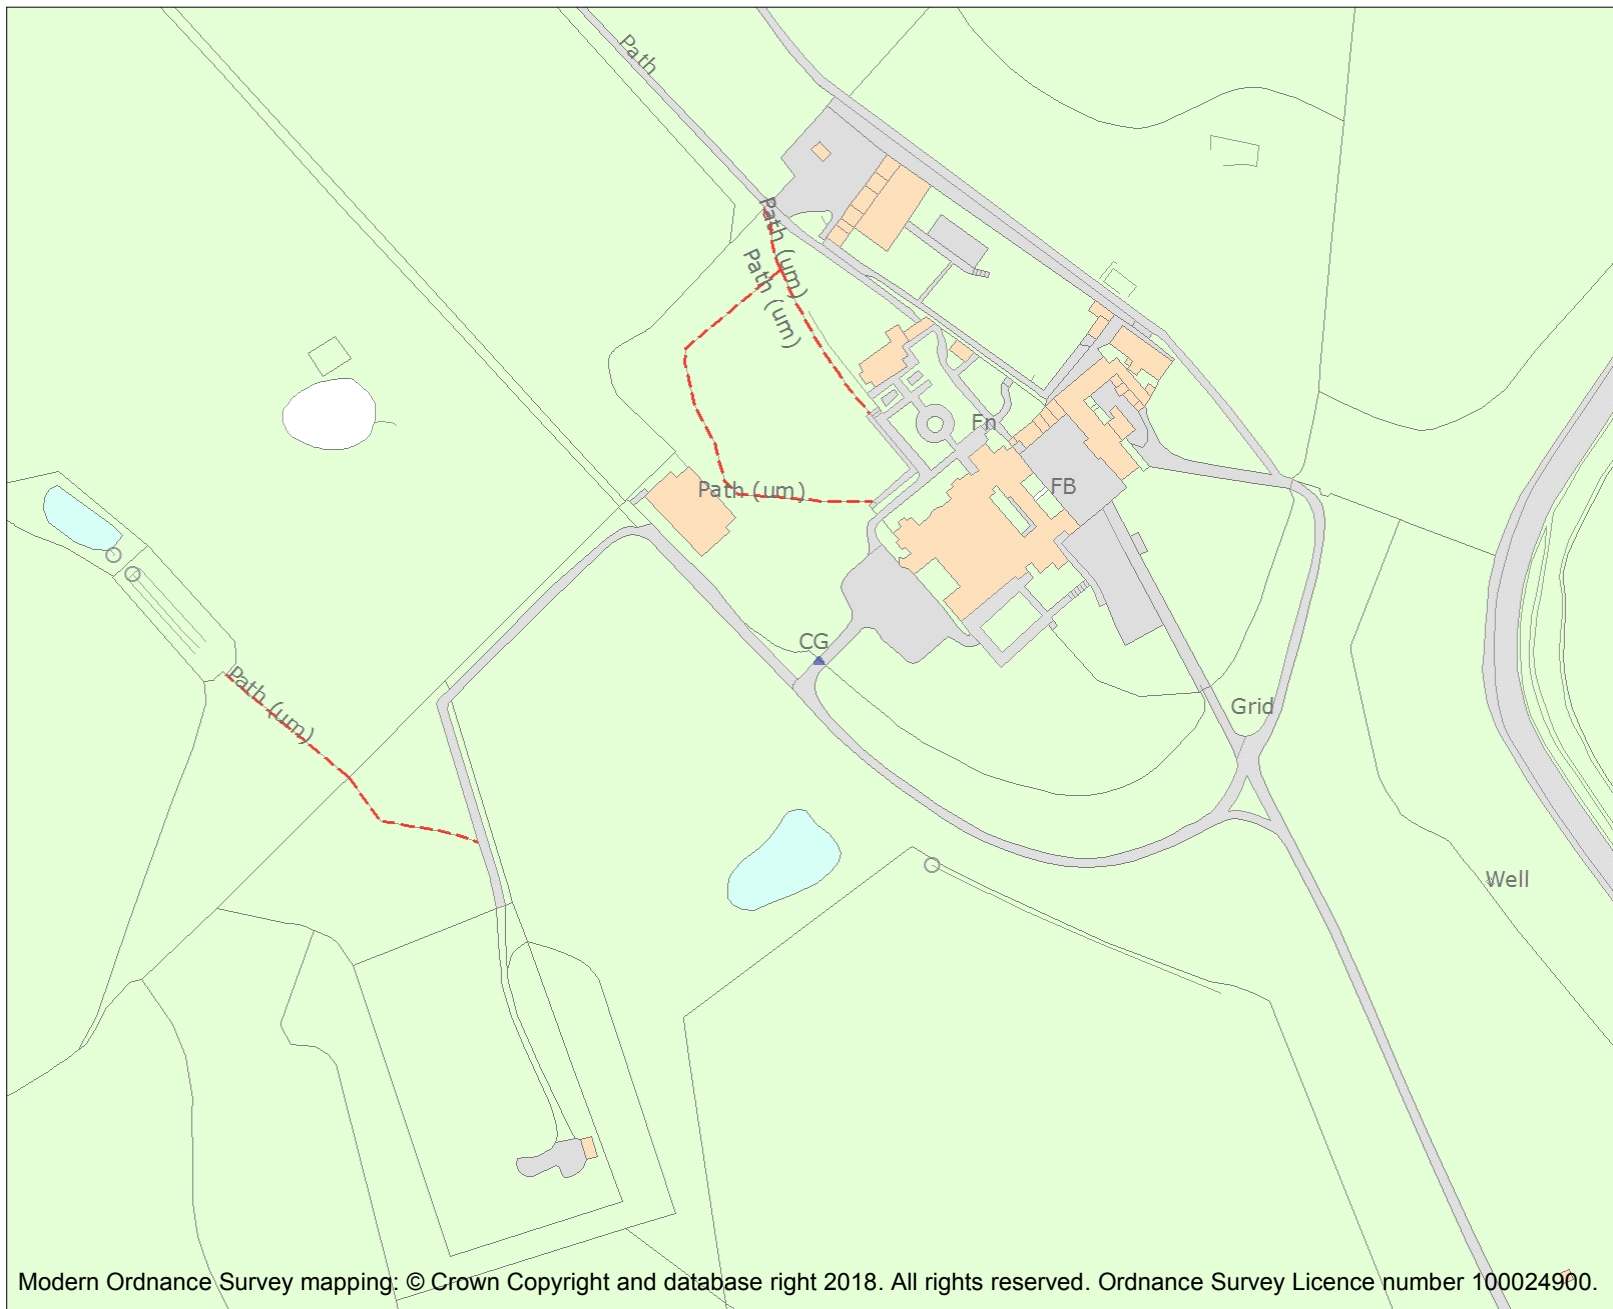 Path
Path (um)
Path (um)
Fn
Path (um)
FB
CG
Path (um)
Grid
Well
Modern Ordnance Survey mapping: © Crown Copyright and database right 2018. All rights reserved. Ordnance Survey Licence number 100024900.